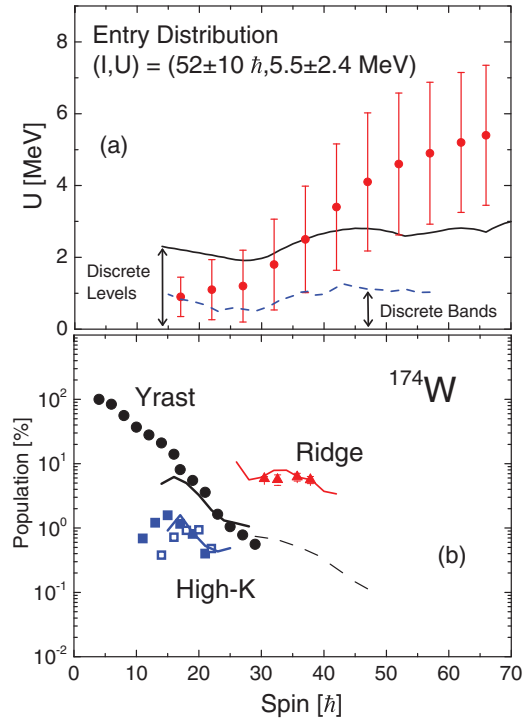 Entry Distribution
(I,U) = (52±10 ℏ,5.5±2.4 MeV)
(a)
U [MeV]
8
6
4
2
0
Discrete
Levels
Discrete Bands
¹⁷⁴W
Yrast
Ridge
High-K
(b)
Population [%]
10²
10¹
10⁰
10⁻¹
10⁻²
0 10 20 30 40 50 60 70
Spin [ℏ]